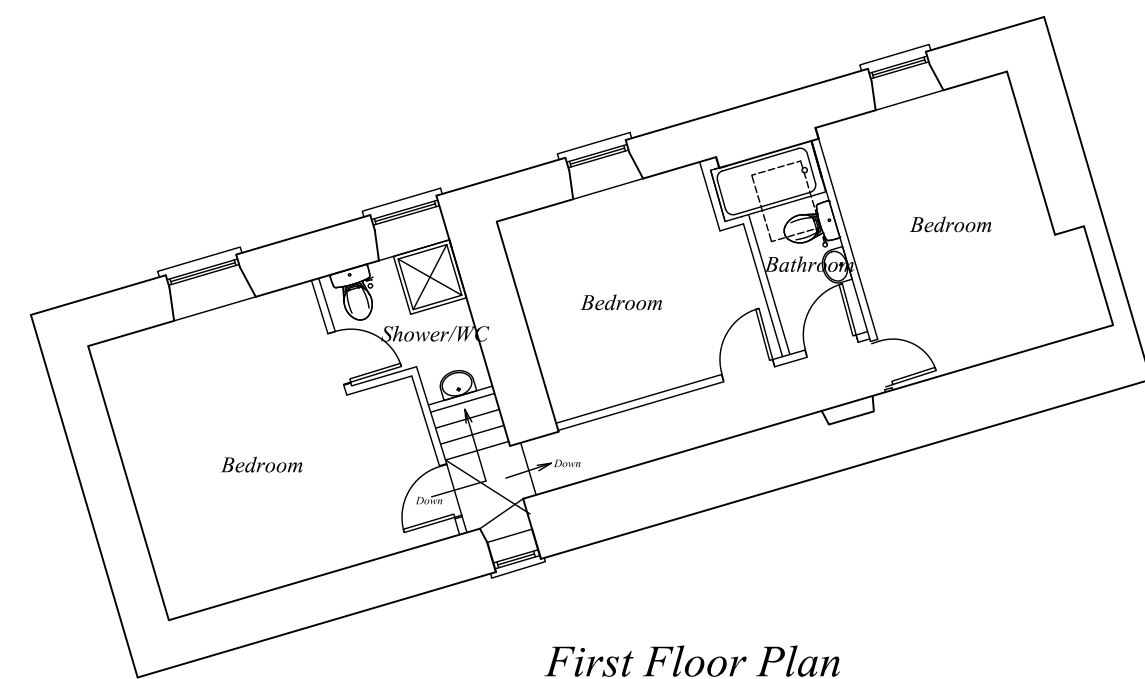 Bedroom
Bathroom
Bedroom
Shower/WC
Bedroom
Down
Down
First Floor Plan